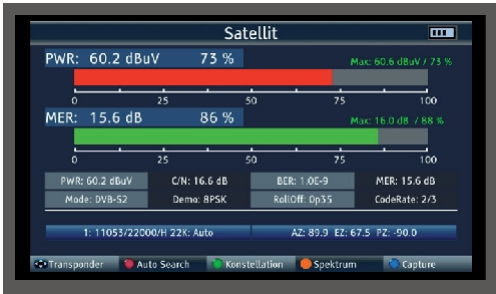 Satellit
PWR: 60.2 dBuV 73 % Max: 60.6 dBuV / 73 %
0 25 50 75 100
MER: 15.6 dB 86 % Max: 16.0 dB / 88 %
0 25 50 75 100
PWR: 60.2 dBuV C/N: 16.6 dB BER: 1.0E-9 MER: 15.6 dB
Mode: DVB-S2 Demo: 8PSK RollOff: 0p35 CodeRate: 2/3
1: 11053/22000/H 22K: Auto AZ: 89.9 EZ: 67.5 PZ: -90.0
Transponder Auto Search Konstellation Spektrum Capture